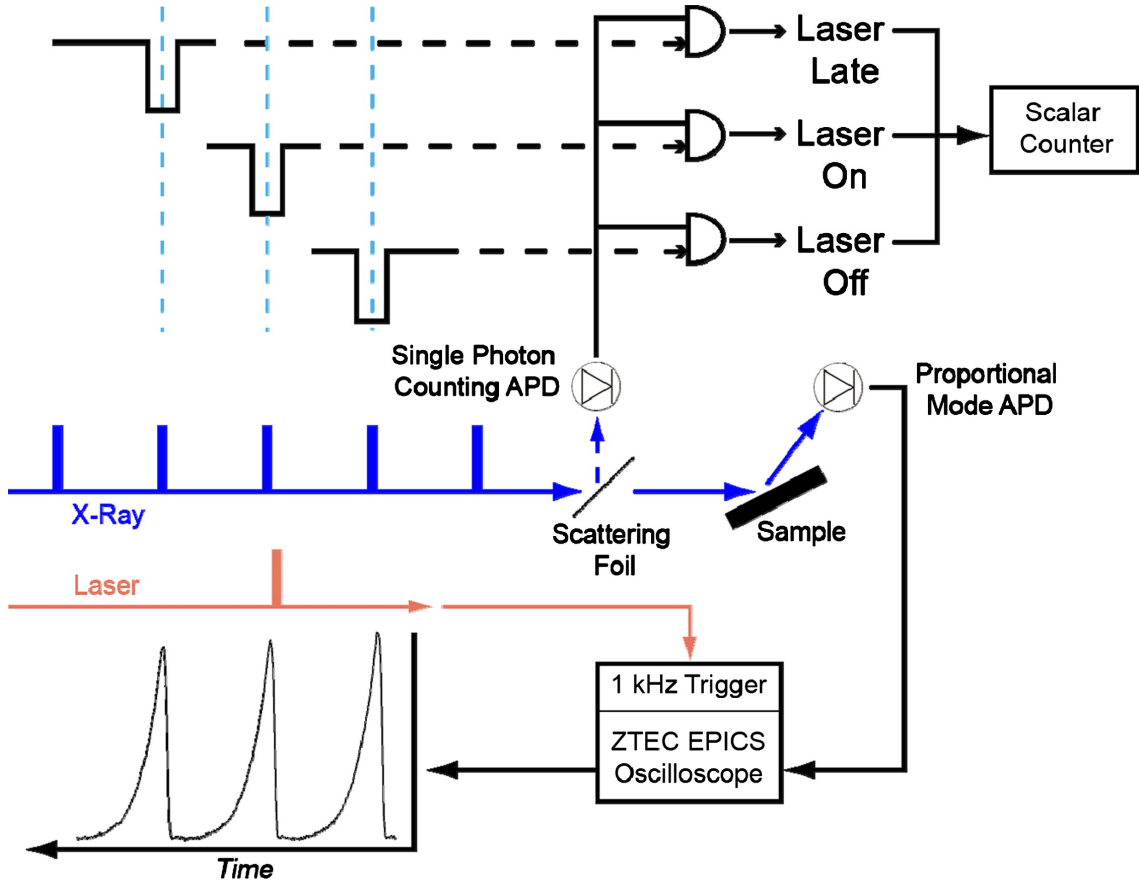 Laser
Late
Laser
On
Laser
Off
Scalar
Counter
Single Photon
Counting APD
Proportional
Mode APD
X-Ray
Scattering
Foil
Sample
Laser
1 kHz Trigger
ZTEC EPICS
Oscilloscope
Time